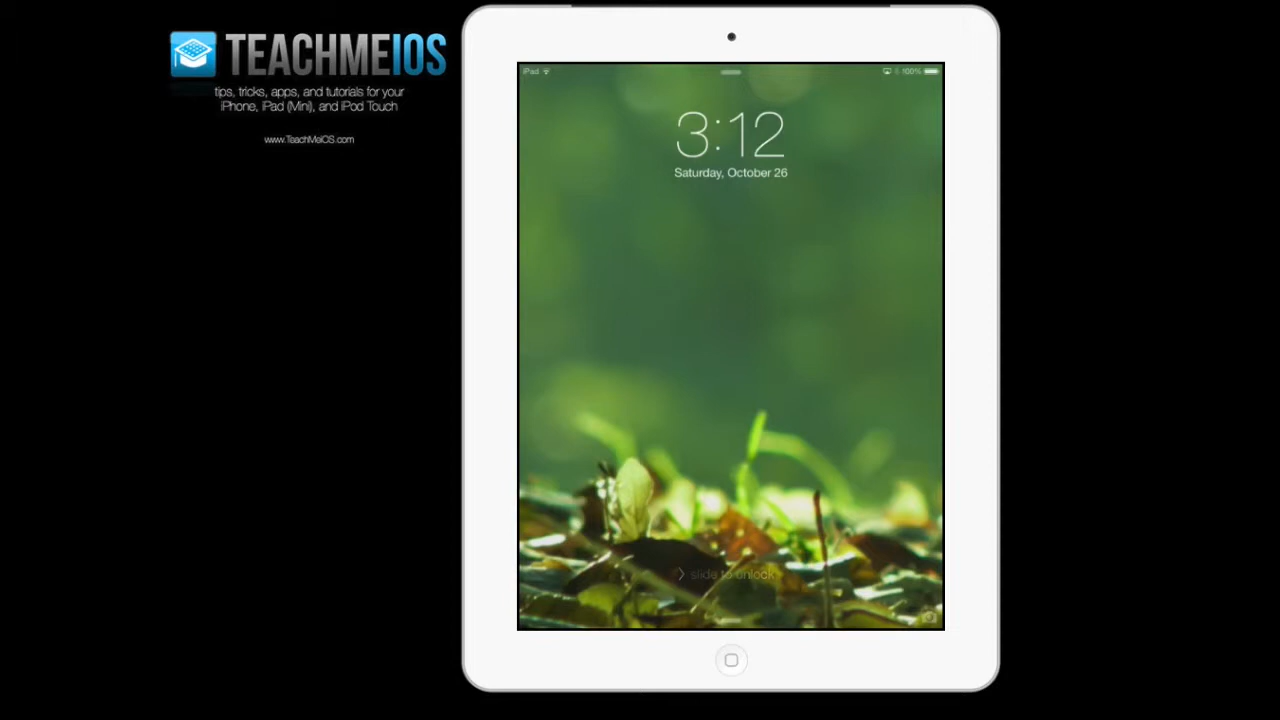 TEACHMEIOS
tips, tricks, apps, and tutorials for your
iPhone, iPad (Mini), and iPod Touch
www.TeachMeiOS.com
iPad
100%
3:12
Saturday, October 26
slide to unlock